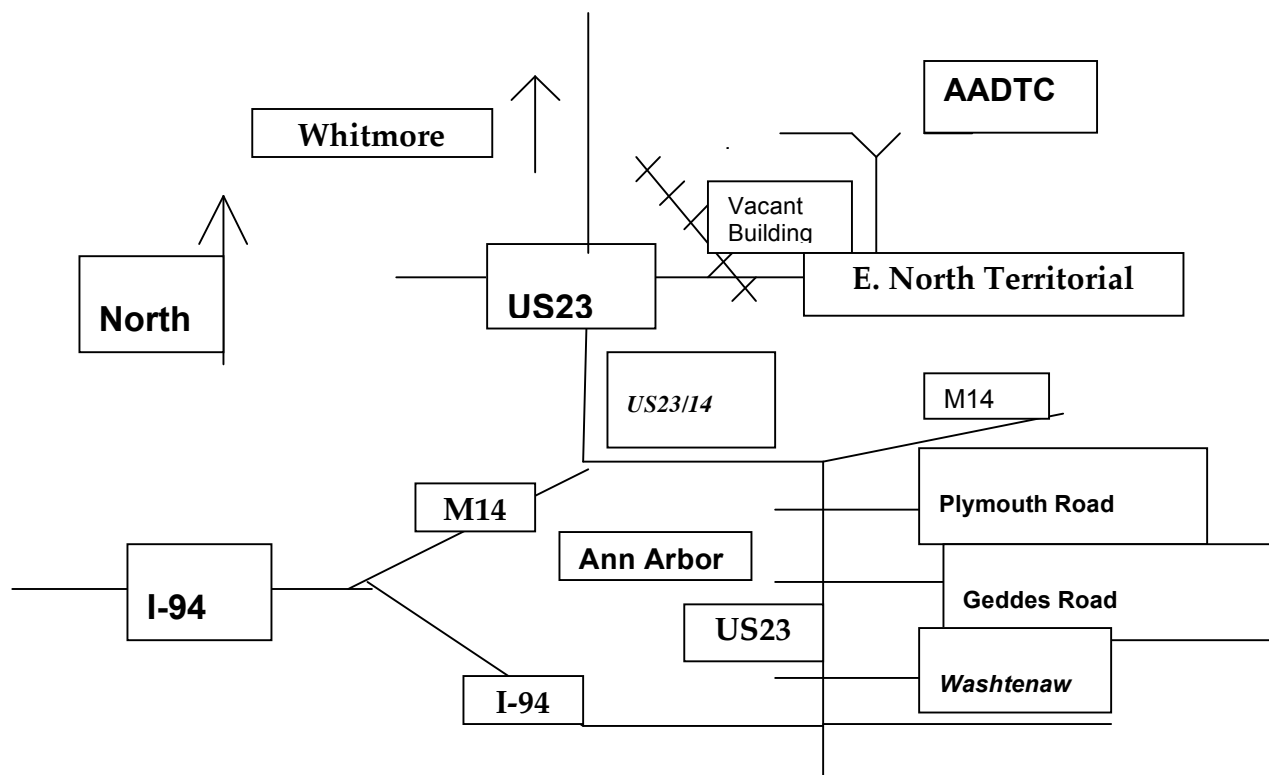 AADTC
Whitmore
Vacant
Building
E. North Territorial
North
US23
US23/14
M14
Plymouth Road
M14
Ann Arbor
I-94
Geddes Road
US23
Washtenaw
I-94